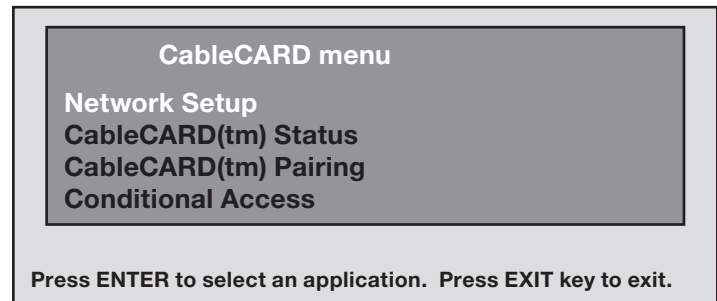 CableCARD menu
Network Setup
CableCARD(tm) Status
CableCARD(tm) Pairing
Conditional Access
Press ENTER to select an application. Press EXIT key to exit.